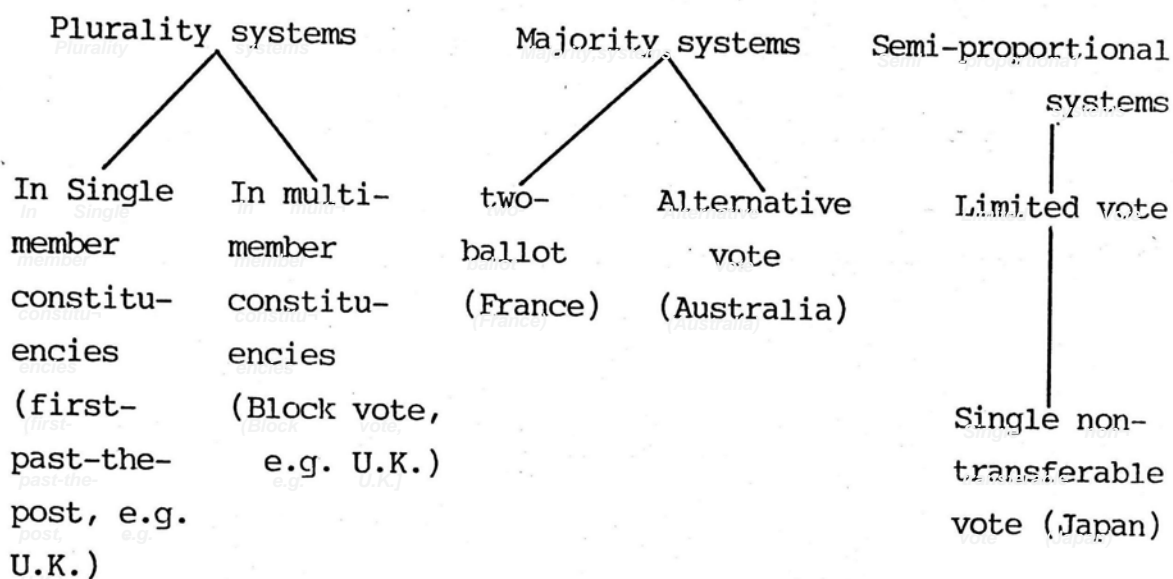 Plurality systems
In Single
member
constitu-
encies
(first-
past-the-
post, e.g.
U.K.)
In multi-
member
constitu-
encies
(Block vote,
e.g. U.K.)
Majority systems
two-
ballot
(France)
Alternative
vote
(Australia)
Semi-proportional
systems
Limited vote
Single non-
transferable
vote (Japan)